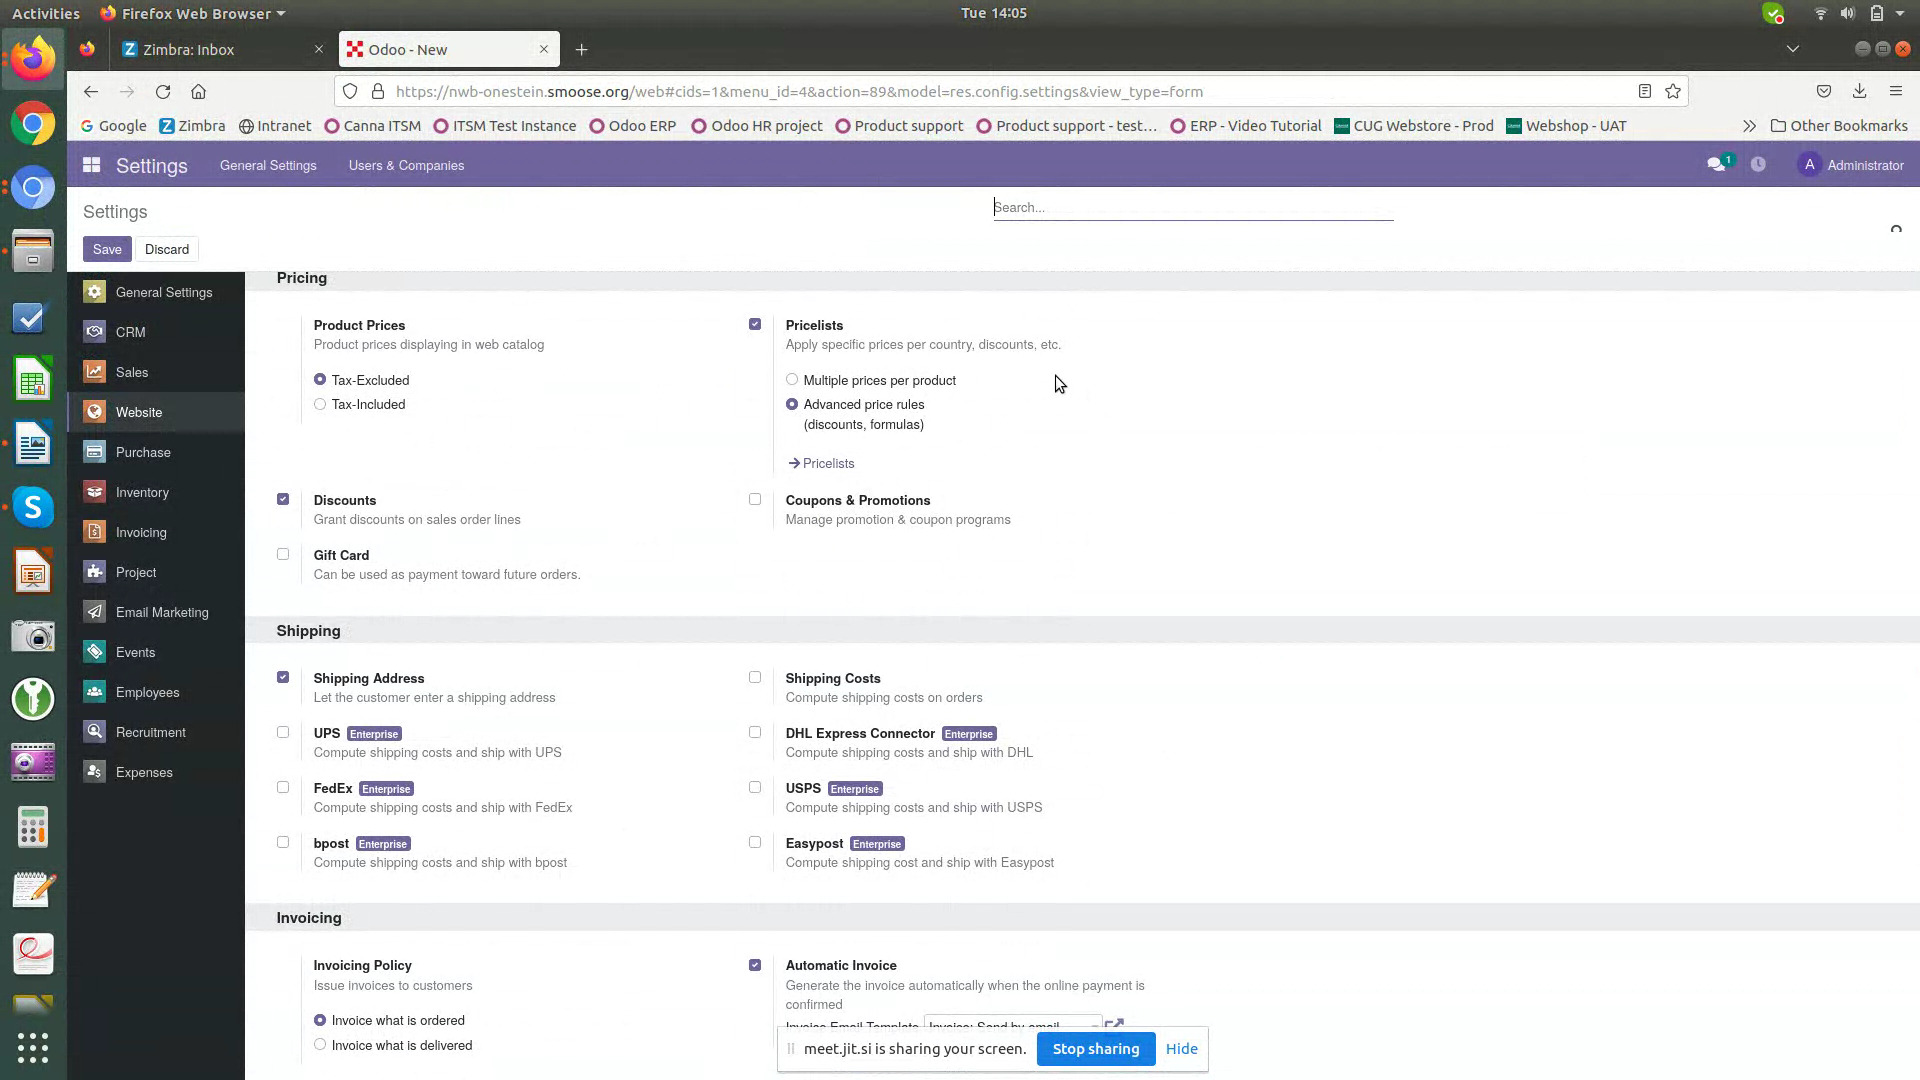 Activities
Firefox Web Browser
Tue 14:05
Zimbra: Inbox
Odoo - New
https://nwb-onestein.smoose.org/web#cids=1&menu_id=4&action=89&model=res.config.settings&view_type=form
Google
Zimbra
Intranet
Canna ITSM
ITSM Test Instance
Odoo ERP
Odoo HR project
Product support
Product support - test…
ERP - Video Tutorial
CUG Webstore - Prod
Webshop - UAT
Other Bookmarks
Settings
General Settings
Users & Companies
1
A
Administrator
Settings
Search...
Save
Discard
General Settings
CRM
Sales
Website
Purchase
Inventory
Invoicing
Project
Email Marketing
Events
Employees
Recruitment
Expenses
Pricing
Product Prices
Product prices displaying in web catalog
Tax-Excluded
Tax-Included
Pricelists
Apply specific prices per country, discounts, etc.
Multiple prices per product
Advanced price rules
(discounts, formulas)
Pricelists
Discounts
Grant discounts on sales order lines
Coupons & Promotions
Manage promotion & coupon programs
Gift Card
Can be used as payment toward future orders.
Shipping
Shipping Address
Let the customer enter a shipping address
Shipping Costs
Compute shipping costs on orders
UPS Enterprise
Compute shipping costs and ship with UPS
DHL Express Connector Enterprise
Compute shipping costs and ship with DHL
FedEx Enterprise
Compute shipping costs and ship with FedEx
USPS Enterprise
Compute shipping costs and ship with USPS
bpost Enterprise
Compute shipping costs and ship with bpost
Easypost Enterprise
Compute shipping cost and ship with Easypost
Invoicing
Invoicing Policy
Issue invoices to customers
Invoice what is ordered
Invoice what is delivered
Automatic Invoice
Generate the invoice automatically when the online payment is
confirmed
Invoice Email Template Invoice: Send by email
meet.jit.si is sharing your screen.
Stop sharing
Hide